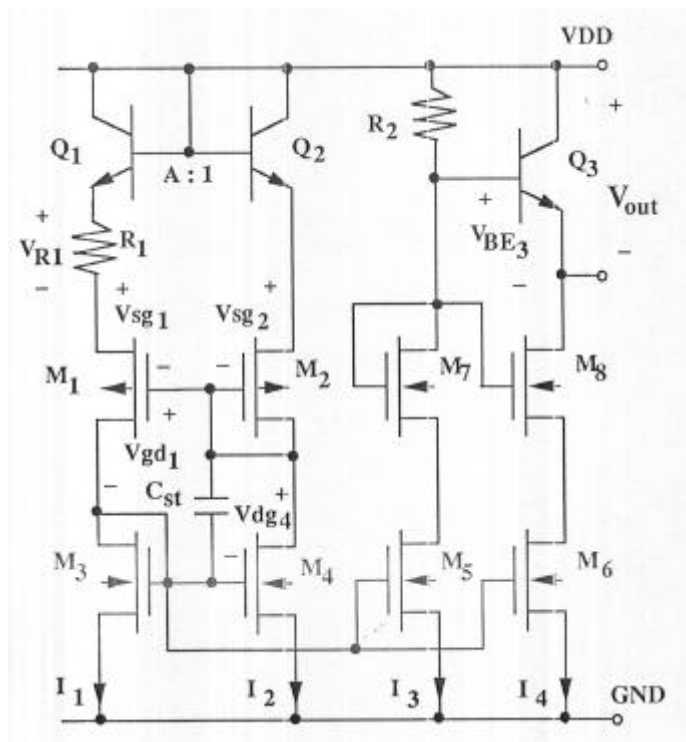 VDD
+
R2
Q1
Q2
Q3
A : 1
+
VR1
−
R1
+
VBE3
−
Vout
−
+
Vsg1
−
+
Vsg2
−
M1
M2
M7
M8
+
Vgd1
−
Cst
+
Vdg4
−
M3
M4
M5
M6
I1
I2
I3
I4
GND